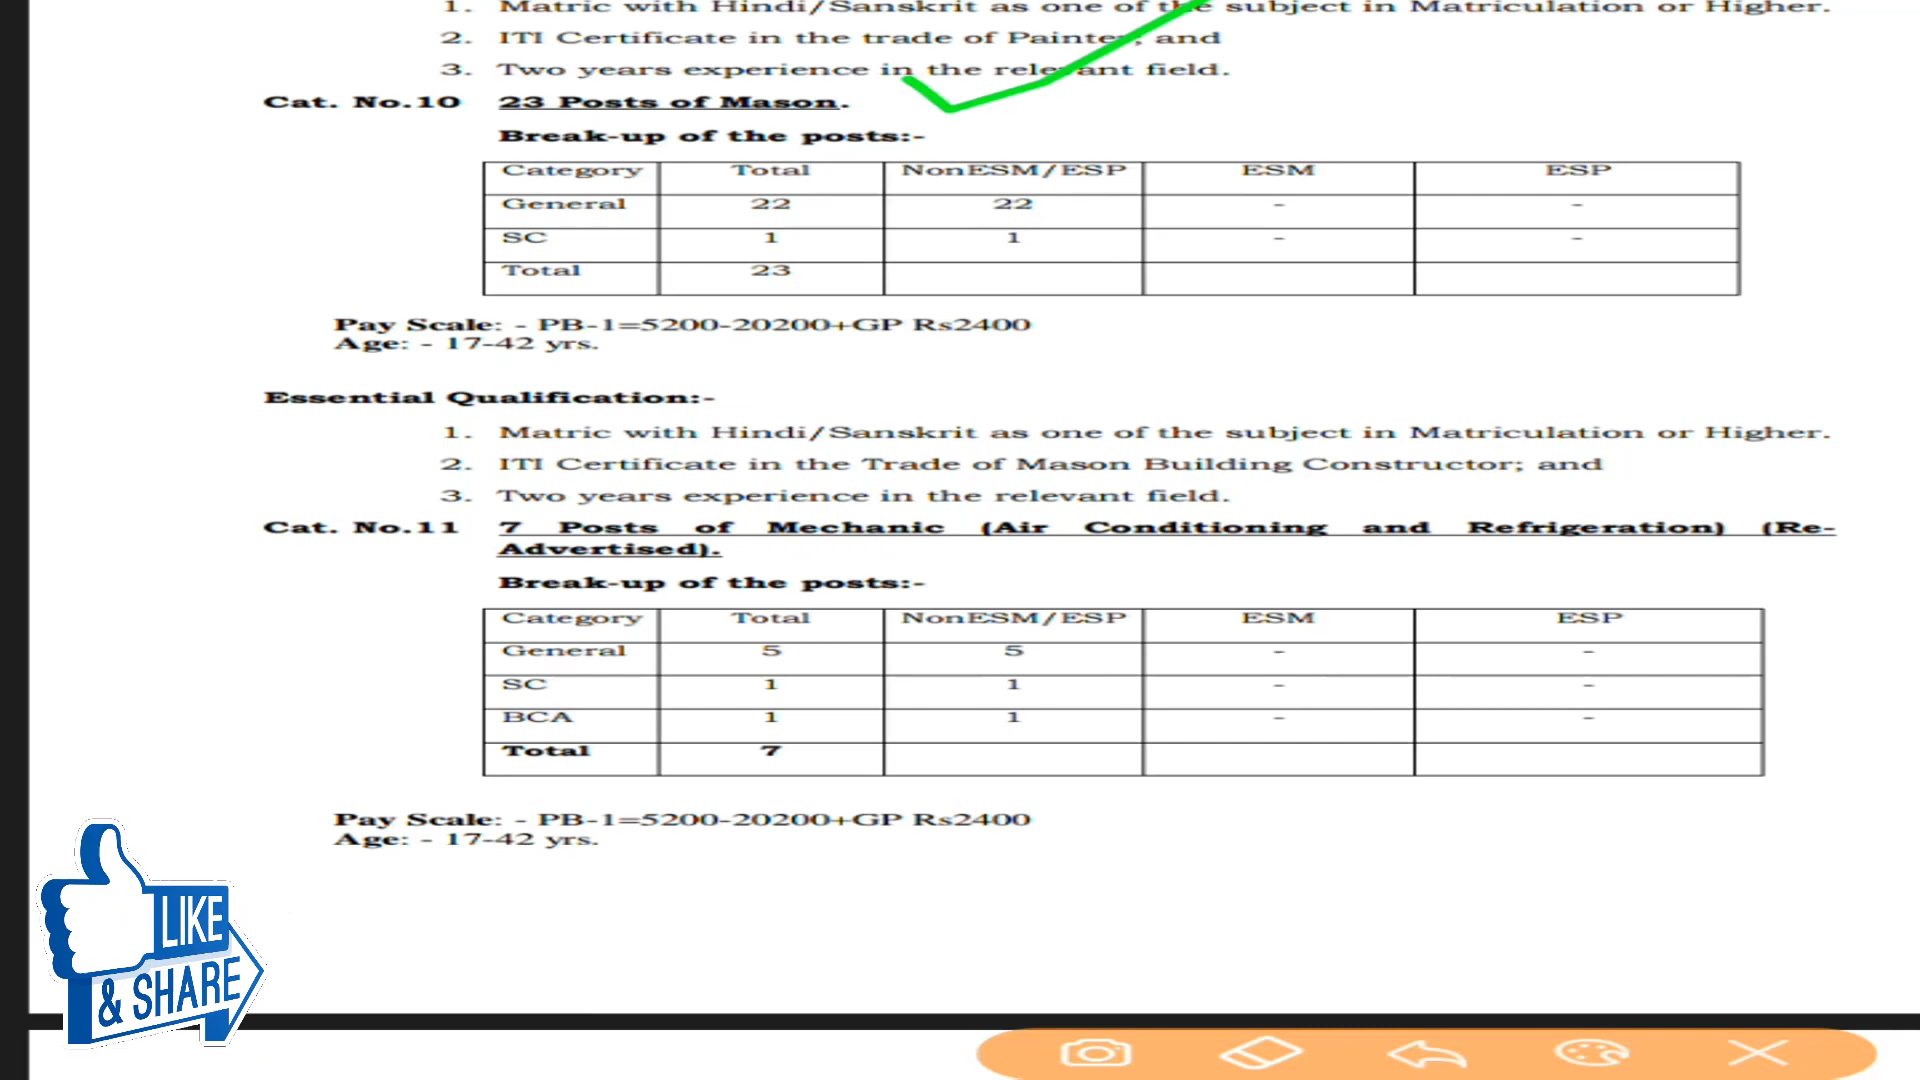 1. Matric with Hindi/Sanskrit as one of the subject in Matriculation or Higher.
2. ITI Certificate in the trade of Painter; and
3. Two years experience in the relevant field.
Cat. No.10 23 Posts of Mason.
Break-up of the posts:-
Category Total NonESM/ESP ESM ESP
General 22 22 - -
SC 1 1 - -
Total 23
Pay Scale: - PB-1=5200-20200+GP Rs2400
Age: - 17-42 yrs.
Essential Qualification:-
1. Matric with Hindi/Sanskrit as one of the subject in Matriculation or Higher.
2. ITI Certificate in the Trade of Mason Building Constructor; and
3. Two years experience in the relevant field.
Cat. No.11 7 Posts of Mechanic (Air Conditioning and Refrigeration) (Re-
Advertised).
Break-up of the posts:-
Category Total NonESM/ESP ESM ESP
General 5 5 - -
SC 1 1 - -
BCA 1 1 - -
Total 7
Pay Scale: - PB-1=5200-20200+GP Rs2400
Age: - 17-42 yrs.
LIKE
& SHARE